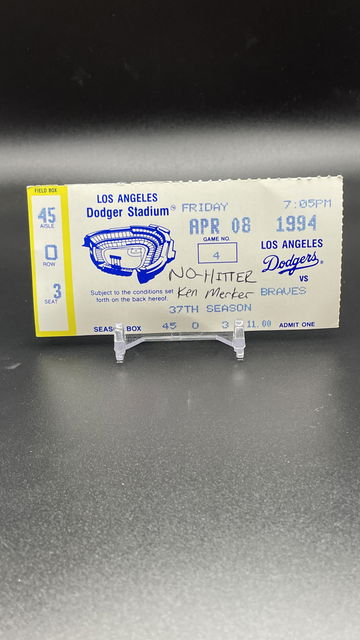 FIELD BOX
45
AISLE
0
ROW
3
SEAT
LOS ANGELES
Dodger Stadium® FRIDAY 7:05PM
APR 08 1994
GAME NO.
4
LOS ANGELES
Dodgers®
VS
BRAVES
NO-HITTER
Ken Merker
Subject to the conditions set
forth on the back hereof.
37TH SEASON
BOX 45 0 3 11.00 ADMIT ONE